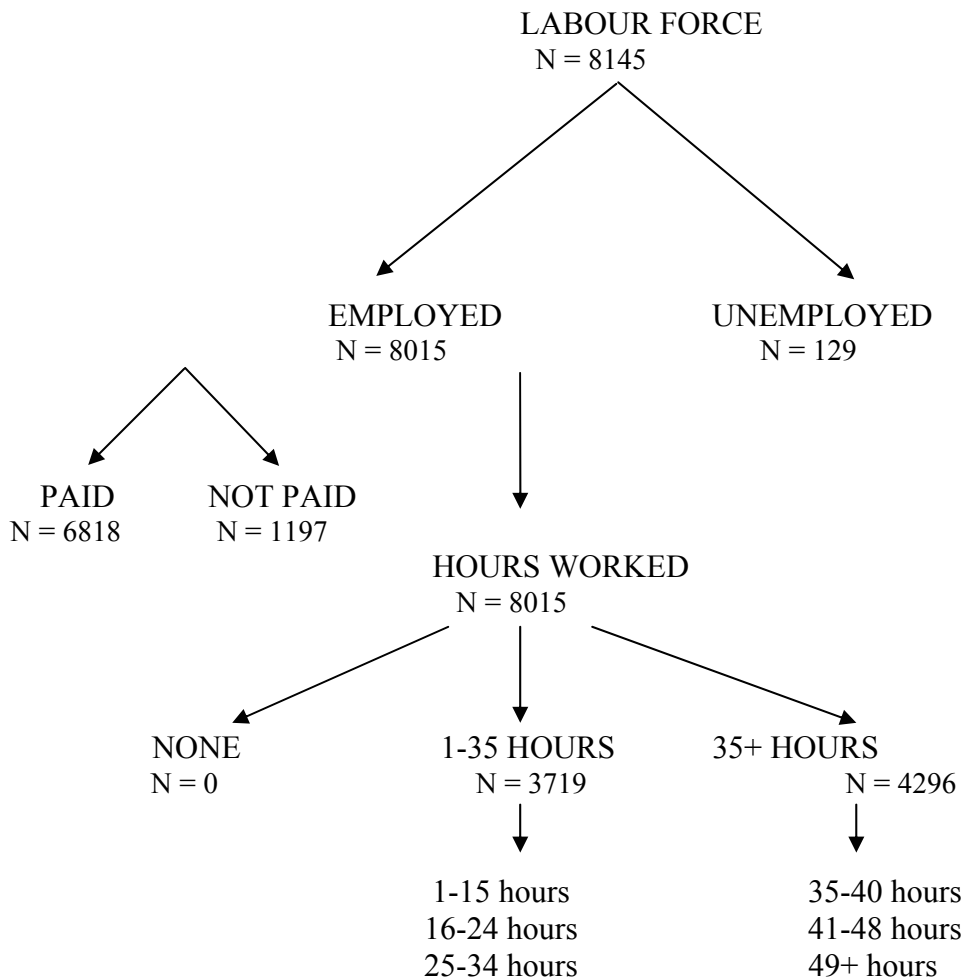 LABOUR FORCE
N = 8145
EMPLOYED
N = 8015
UNEMPLOYED
N = 129
PAID
N = 6818
NOT PAID
N = 1197
HOURS WORKED
N = 8015
NONE
N = 0
1-35 HOURS
N = 3719
35+ HOURS
N = 4296
1-15 hours
16-24 hours
25-34 hours
35-40 hours
41-48 hours
49+ hours